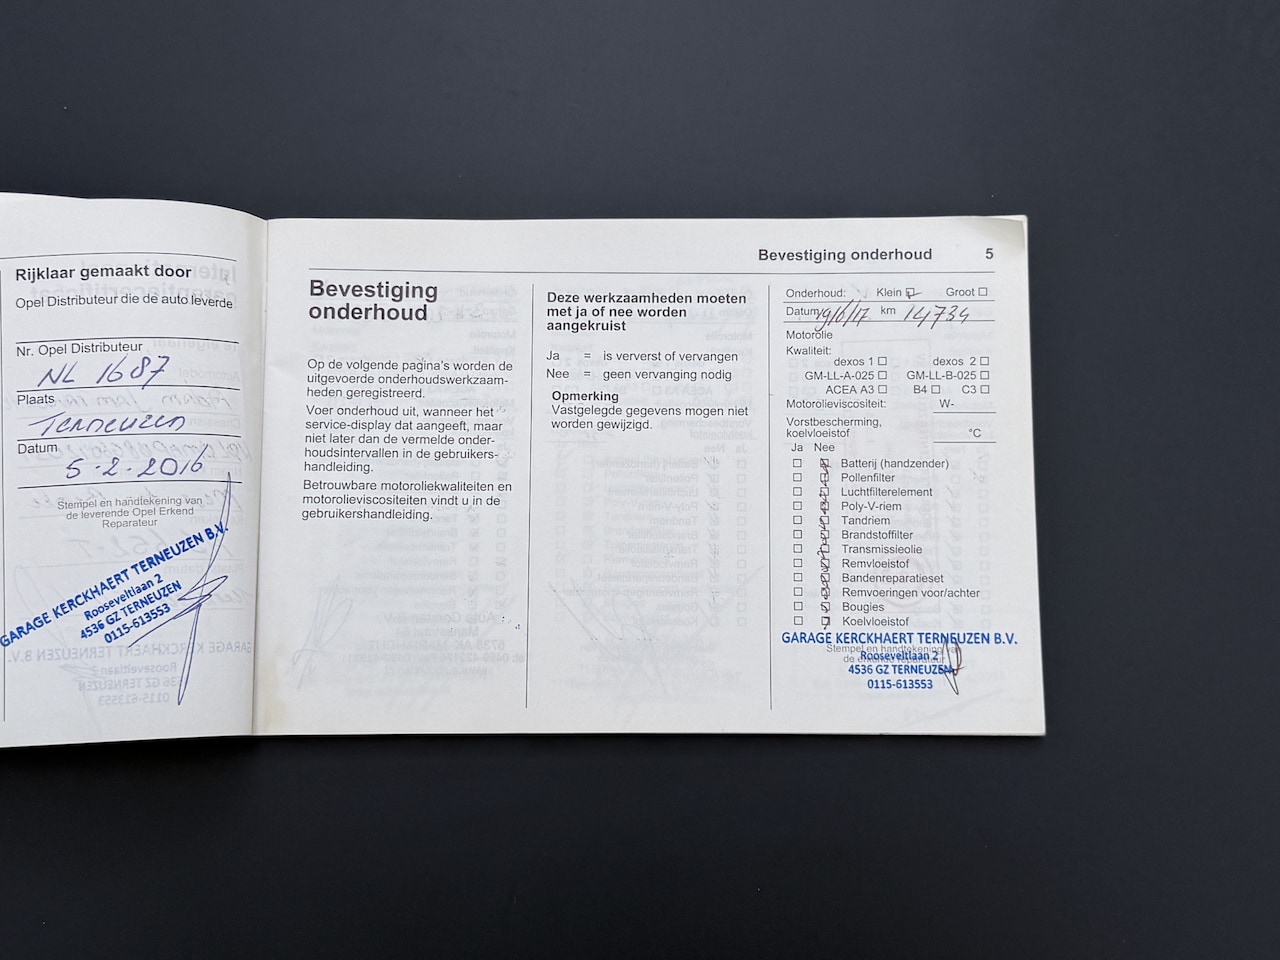 Rijklaar gemaakt door
Opel Distributeur die de auto leverde
Nr. Opel Distributeur
NL 1687
Plaats
Terneuzen
Datum
5-2-2016
Stempel en handtekening van
de leverende Opel Erkend
Reparateur
GARAGE KERCKHAERT TERNEUZEN B.V.
Rooseveltlaan 2
4536 GZ TERNEUZEN
0115-613553
Bevestiging onderhoud 5
Bevestiging
onderhoud
Op de volgende pagina's worden de
uitgevoerde onderhoudswerkzaam-
heden geregistreerd.
Voer onderhoud uit, wanneer het
service-display dat aangeeft, maar
niet later dan de vermelde onder-
houdsintervallen in de gebruikers-
handleiding.
Betrouwbare motoroliekwaliteiten en
motorolieviscositeiten vindt u in de
gebruikershandleiding.
Deze werkzaamheden moeten
met ja of nee worden
aangekruist
Ja = is ververst of vervangen
Nee = geen vervanging nodig
Opmerking
Vastgelegde gegevens mogen niet
worden gewijzigd.
Onderhoud: Klein Groot
Datum 19/6/17 km 14734
Motorolie
Kwaliteit:
dexos 1 dexos 2
GM-LL-A-025 GM-LL-B-025
ACEA A3 B4 C3
Motorolieviscositeit: W-
Vorstbescherming,
koelvloeistof °C
Ja Nee
Batterij (handzender)
Pollenfilter
Luchtfilterelement
Poly-V-riem
Tandriem
Brandstoffilter
Transmissieolie
Remvloeistof
Bandenreparatieset
Remvoeringen voor/achter
Bougies
Koelvloeistof
GARAGE KERCKHAERT TERNEUZEN B.V.
Stempel en handtekening van
Rooseveltlaan 2
de erkende reparateur
4536 GZ TERNEUZEN
0115-613553